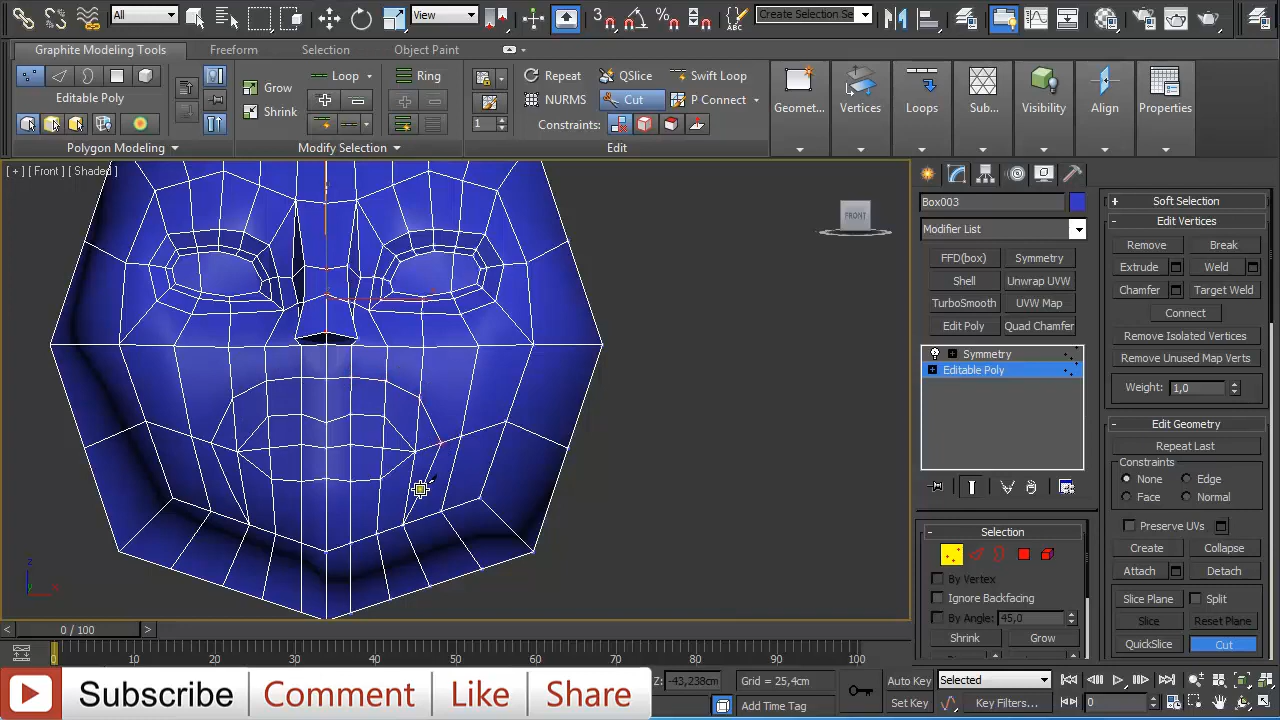 All
View
Create Selection Se
Graphite Modeling Tools
Freeform
Selection
Object Paint
Editable Poly
Polygon Modeling
Grow
Shrink
Loop
Ring
Modify Selection
1
Repeat
QSlice
Swift Loop
NURMS
Cut
P Connect
Constraints:
Edit
Geomet...
Vertices
Loops
Sub...
Visibility
Align
Properties
[ + ] [ Front ] [ Shaded ]
FRONT
Box003
Modifier List
FFD(box)
Symmetry
Shell
Unwrap UVW
TurboSmooth
UVW Map
Edit Poly
Quad Chamfer
Symmetry
Editable Poly
Selection
By Vertex
Ignore Backfacing
By Angle: 45,0
Shrink
Grow
Soft Selection
Edit Vertices
Remove
Break
Extrude
Weld
Chamfer
Target Weld
Connect
Remove Isolated Vertices
Remove Unused Map Verts
Weight: 1,0
Edit Geometry
Repeat Last
Constraints
None
Edge
Face
Normal
Preserve UVs
Create
Collapse
Attach
Detach
Slice Plane
Split
Slice
Reset Plane
QuickSlice
Cut
0 / 100
0 10 20 30 40 50 60 70 80 90 100
Subscribe
Comment
Like
Share
Z: -43,238cm
Grid = 25,4cm
Add Time Tag
Auto Key
Selected
Set Key
Key Filters...
0